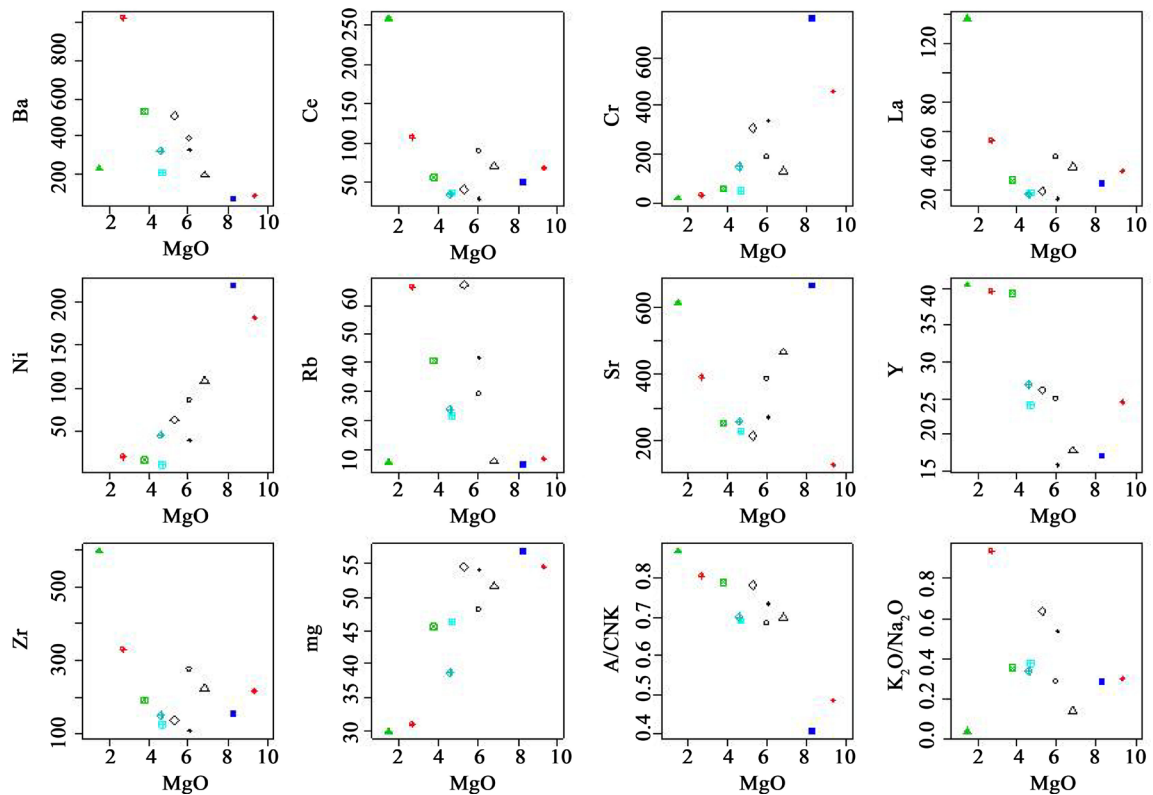 Ba
200 400 600 800
2 4 6 8 10
MgO
Ce
50 100 150 200 250
2 4 6 8 10
MgO
Cr
0 200 400 600
2 4 6 8 10
MgO
La
20 40 60 80 120
2 4 6 8 10
MgO
Ni
50 100 150 200
2 4 6 8 10
MgO
Rb
10 20 30 40 50 60
2 4 6 8 10
MgO
Sr
200 400 600
2 4 6 8 10
MgO
Y
15 20 25 30 35 40
2 4 6 8 10
MgO
Zr
100 300 500
2 4 6 8 10
MgO
mg
30 35 40 45 50 55
2 4 6 8 10
MgO
A/CNK
0.4 0.5 0.6 0.7 0.8
2 4 6 8 10
MgO
K₂O/Na₂O
0.0 0.2 0.4 0.6 0.8
2 4 6 8 10
MgO